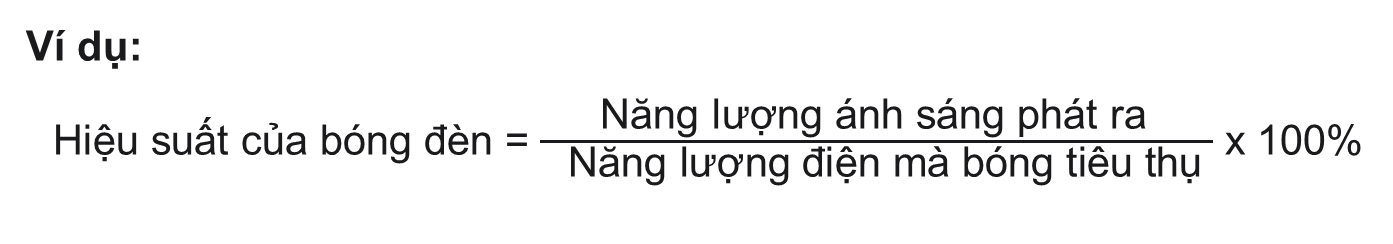 Ví dụ:
Hiệu suất của bóng đèn = Năng lượng ánh sáng phát ra / Năng lượng điện mà bóng tiêu thụ x 100%